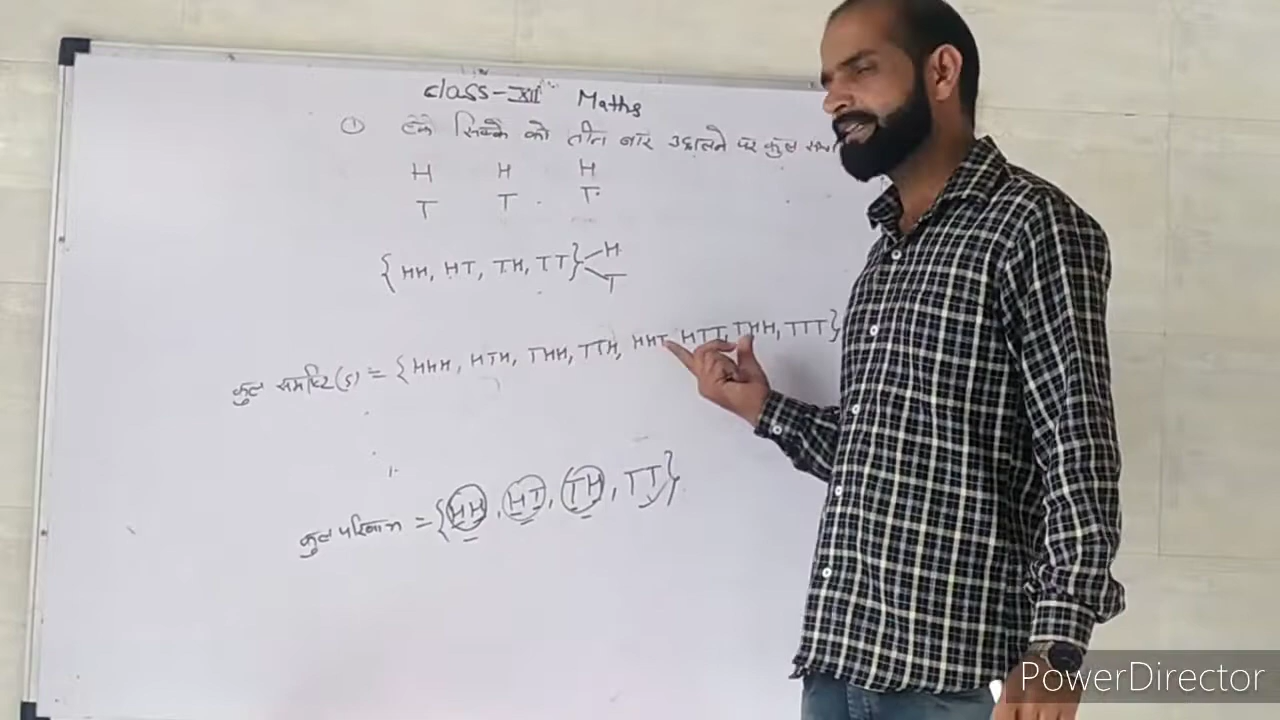 class-XII Maths
① एक सिक्के को तीन बार उछालने पर कुल
H H H
T T T
{HH, HT, TH, TT} H
T
कुल समष्टि(S) = {HHH, HTH, THH, TTH, HHT, HTT, THH, TTT}
कुल परिणाम = {HH, HT, TH, TT}
PowerDirector